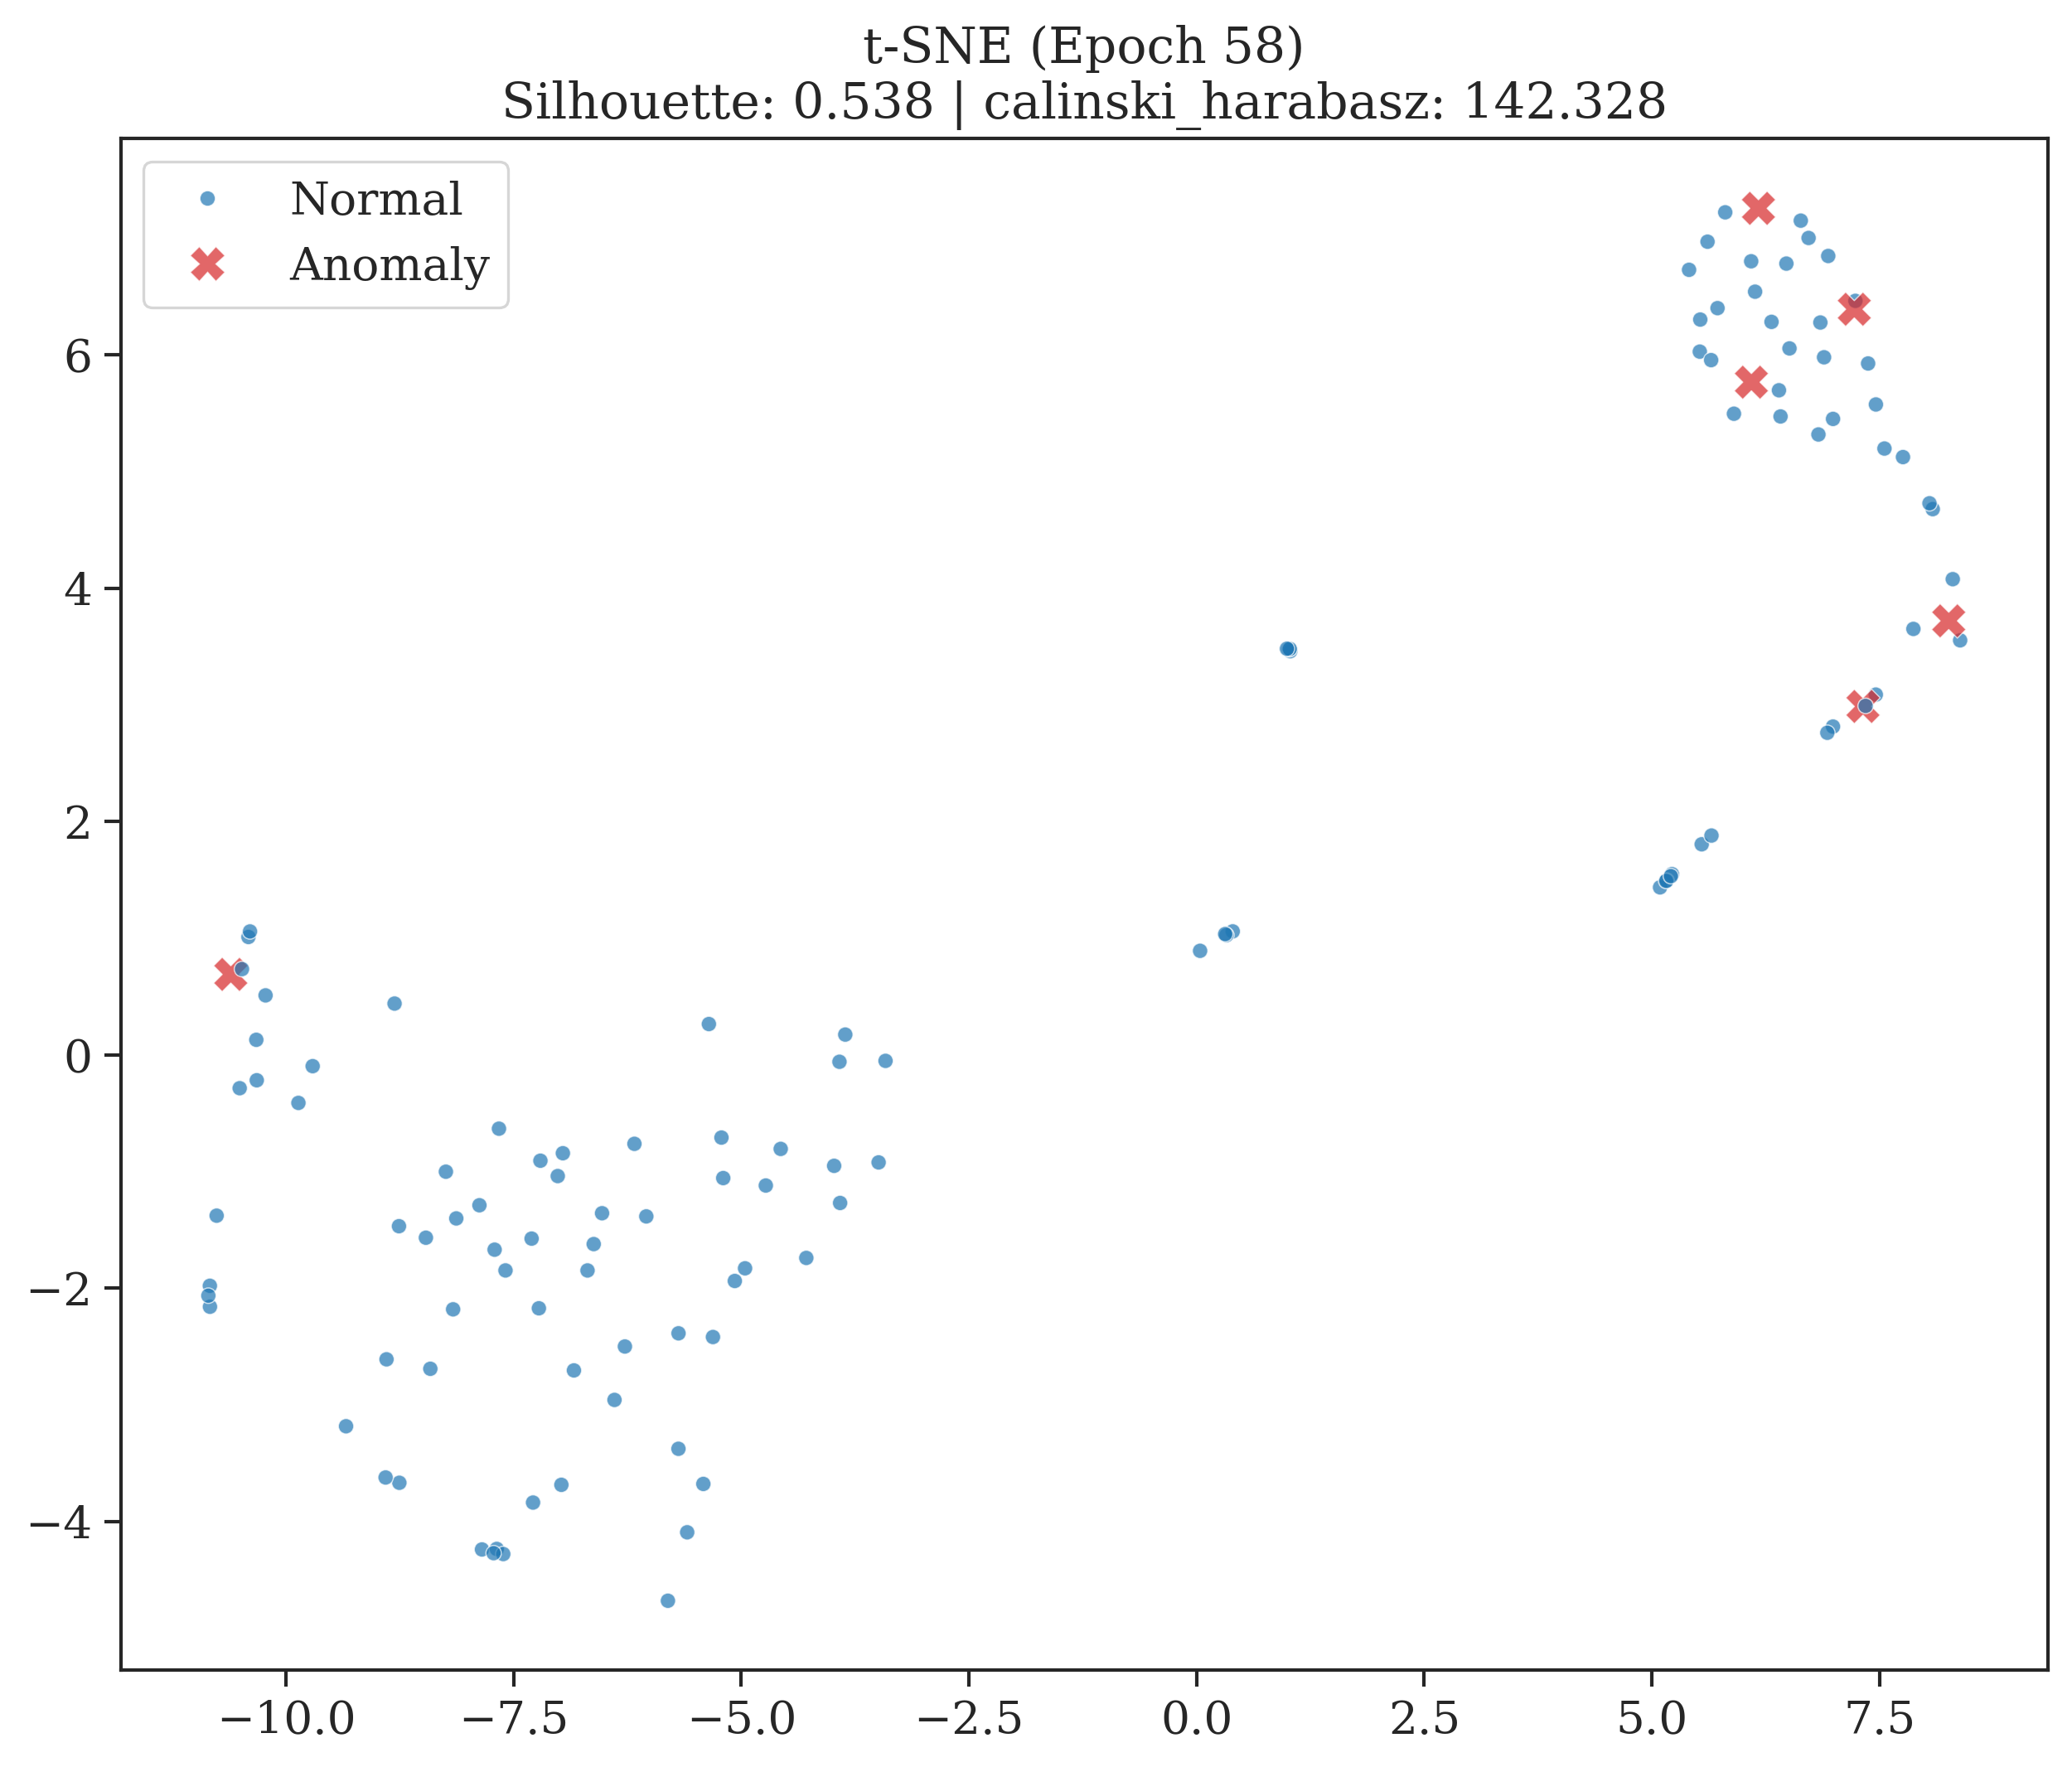 t-SNE (Epoch 58)
Silhouette: 0.538 | calinski_harabasz: 142.328
Normal
Anomaly
6
4
2
0
−2
−4
−10.0 −7.5 −5.0 −2.5 0.0 2.5 5.0 7.5